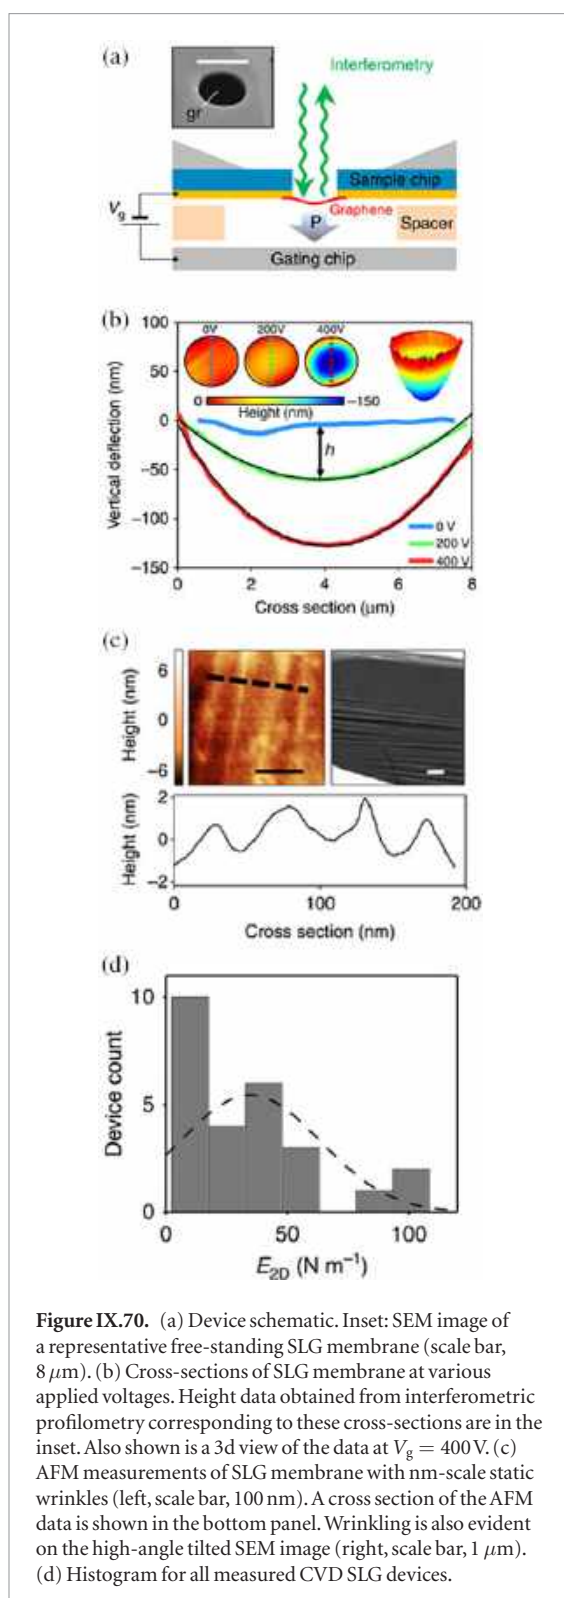 (a)
Interferometry
gr
Sample chip
V_g
Graphene
P
Spacer
Gating chip
(b)
100
50
0
−50
−100
−150
Vertical deflection (nm)
0V 200V 400V
0 −150
Height (nm)
h
0 V
200 V
400 V
0 2 4 6 8
Cross section (μm)
(c)
6
0
−6
Height (nm)
2
0
−2
Height (nm)
0 100 200
Cross section (nm)
(d)
10
5
0
Device count
0 50 100
E_2D (N m⁻¹)
Figure IX.70. (a) Device schematic. Inset: SEM image of
a representative free-standing SLG membrane (scale bar,
8 μm). (b) Cross-sections of SLG membrane at various
applied voltages. Height data obtained from interferometric
profilometry corresponding to these cross-sections are in the
inset. Also shown is a 3d view of the data at V_g = 400 V. (c)
AFM measurements of SLG membrane with nm-scale static
wrinkles (left, scale bar, 100 nm). A cross section of the AFM
data is shown in the bottom panel. Wrinkling is also evident
on the high-angle tilted SEM image (right, scale bar, 1 μm).
(d) Histogram for all measured CVD SLG devices.